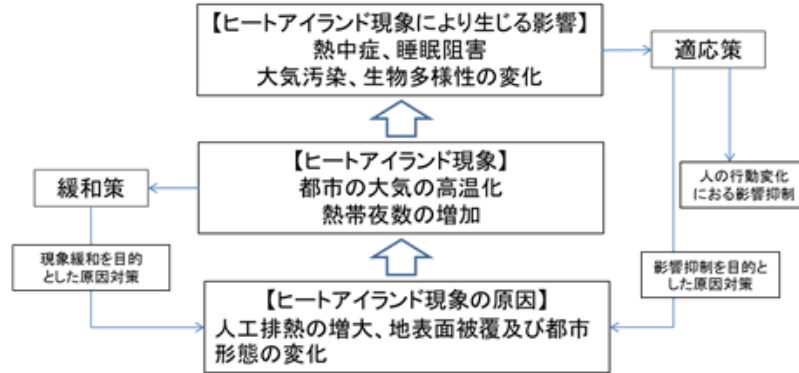 【ヒートアイランド現象により生じる影響】
熱中症、睡眠阻害
大気汚染、生物多様性の変化
適応策
【ヒートアイランド現象】
都市の大気の高温化
熱帯夜数の増加
緩和策
人の行動変化
におる影響抑制
現象緩和を目的
とした原因対策
影響抑制を目的と
した原因対策
【ヒートアイランド現象の原因】
人工排熱の増大、地表面被覆及び都市
形態の変化